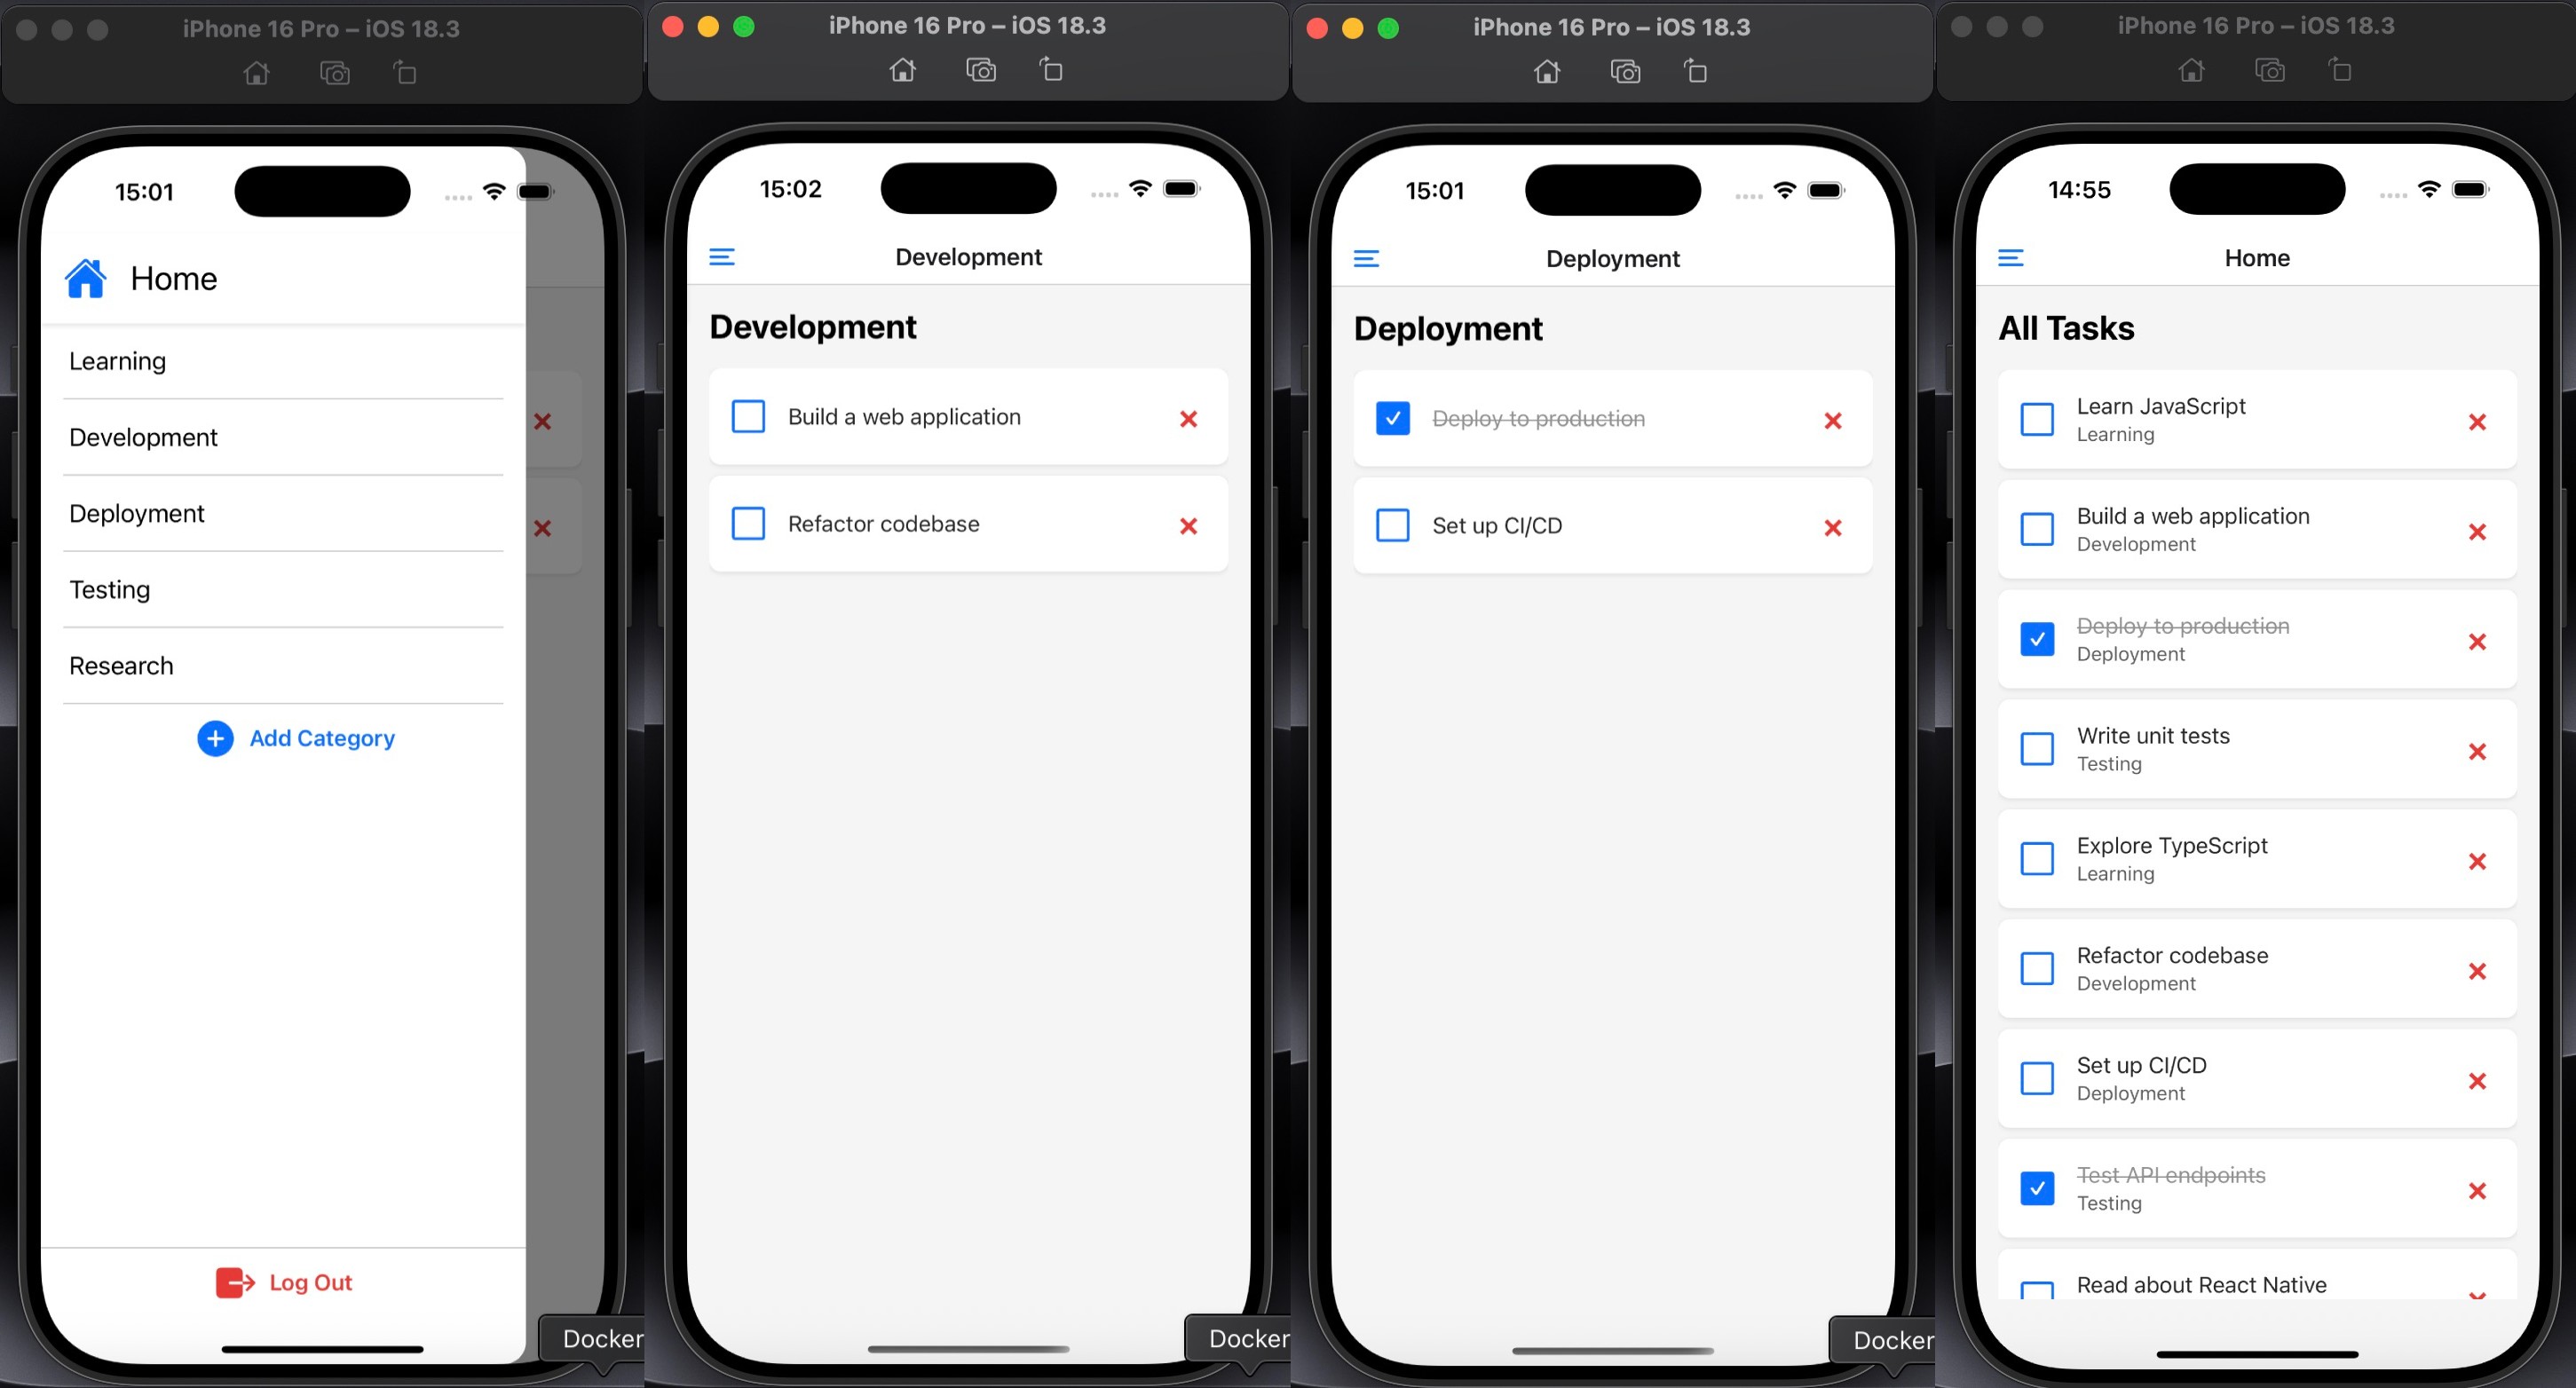 iPhone 16 Pro – iOS 18.3
15:01
Home
Learning
Development
Deployment
Testing
Research
Add Category
Log Out
Docker
iPhone 16 Pro – iOS 18.3
15:02
Development
Development
Build a web application
Refactor codebase
Docker
iPhone 16 Pro – iOS 18.3
15:01
Deployment
Deployment
Deploy to production
Set up CI/CD
Docker
iPhone 16 Pro – iOS 18.3
14:55
Home
All Tasks
Learn JavaScript
Learning
Build a web application
Development
Deploy to production
Deployment
Write unit tests
Testing
Explore TypeScript
Learning
Refactor codebase
Development
Set up CI/CD
Deployment
Test API endpoints
Testing
Read about React Native